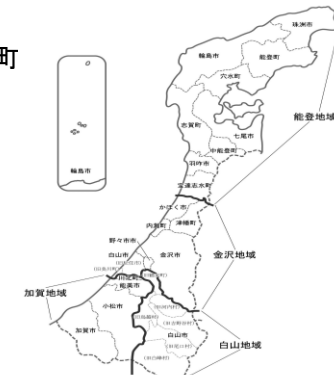 町
珠洲市
輪島市
能登町
穴水町
能登地域
志賀町
七尾市
中能登町
輪島市
羽咋市
宝達志水町
かほく市
津幡町
内灘町
野々市市
白山市
金沢市
金沢地域
川北町
能美市
加賀地域
小松市
白山市
加賀市
白山地域